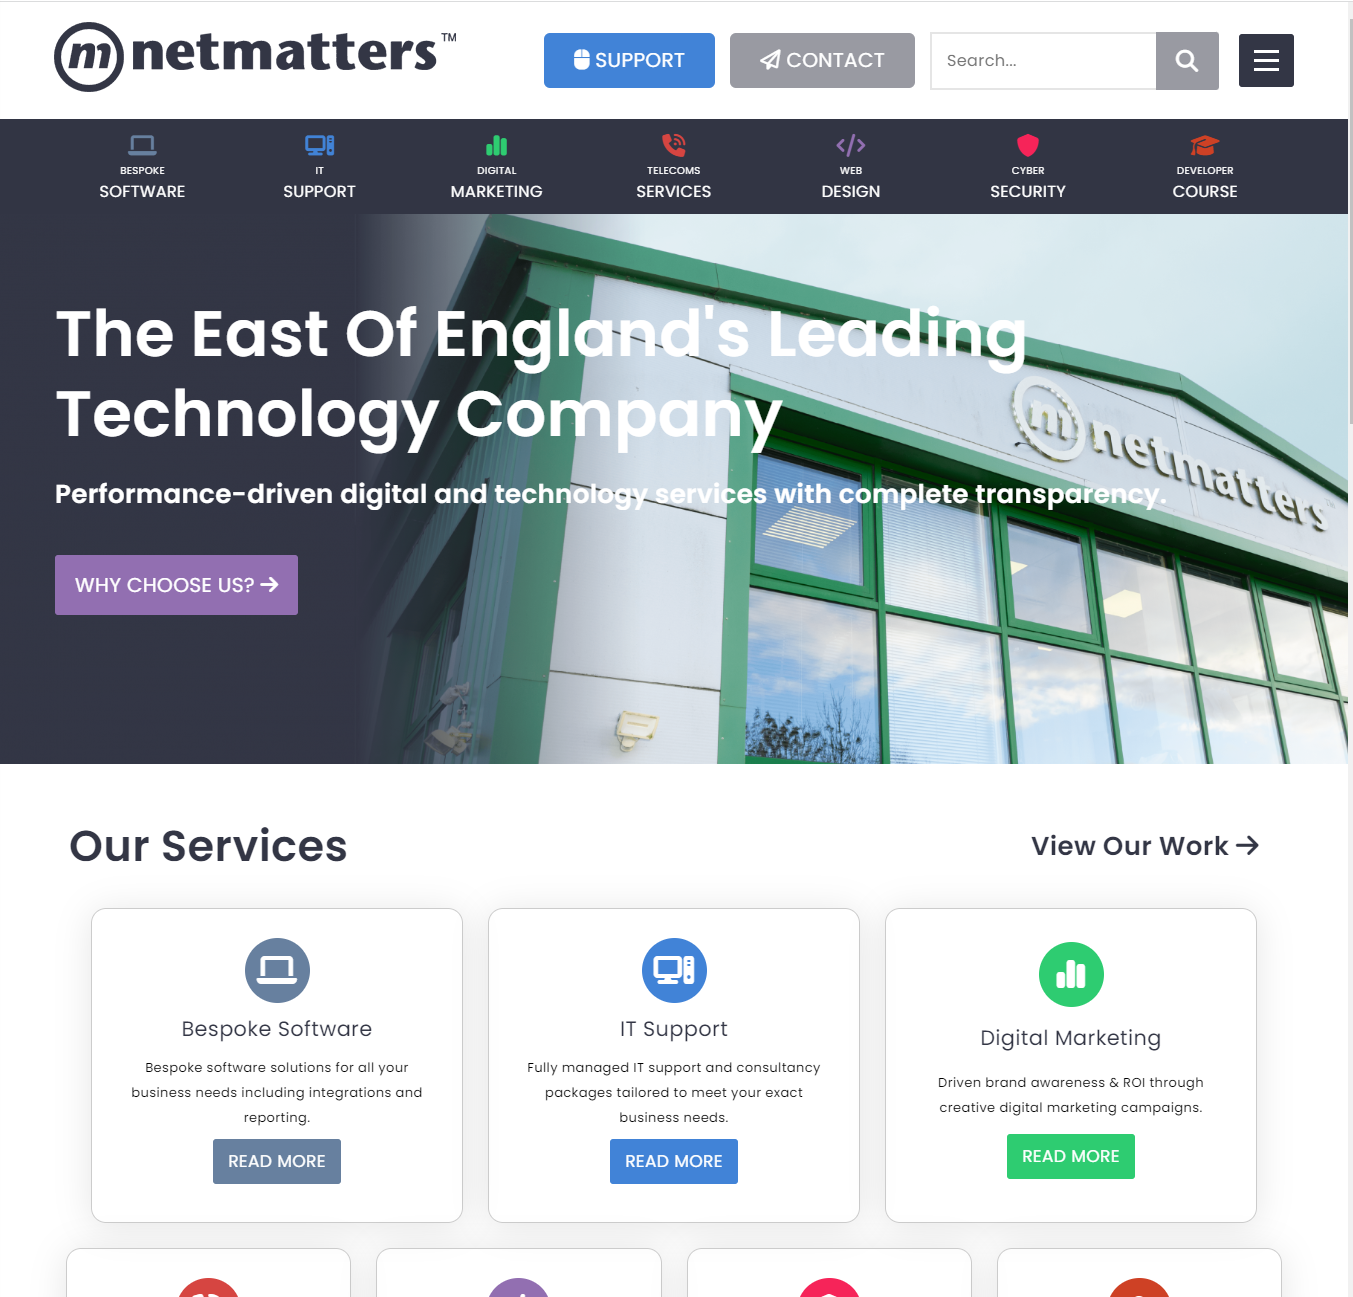 m netmatters™
SUPPORT
CONTACT
Search...
BESPOKE
SOFTWARE
IT
SUPPORT
DIGITAL
MARKETING
TELECOMS
SERVICES
WEB
DESIGN
CYBER
SECURITY
DEVELOPER
COURSE
The East Of England's Leading
Technology Company
m netmatters
Performance-driven digital and technology services with complete transparency.
WHY CHOOSE US?
Our Services
View Our Work
Bespoke Software
Bespoke software solutions for all your
business needs including integrations and
reporting.
READ MORE
IT Support
Fully managed IT support and consultancy
packages tailored to meet your exact
business needs.
READ MORE
Digital Marketing
Driven brand awareness & ROI through
creative digital marketing campaigns.
READ MORE